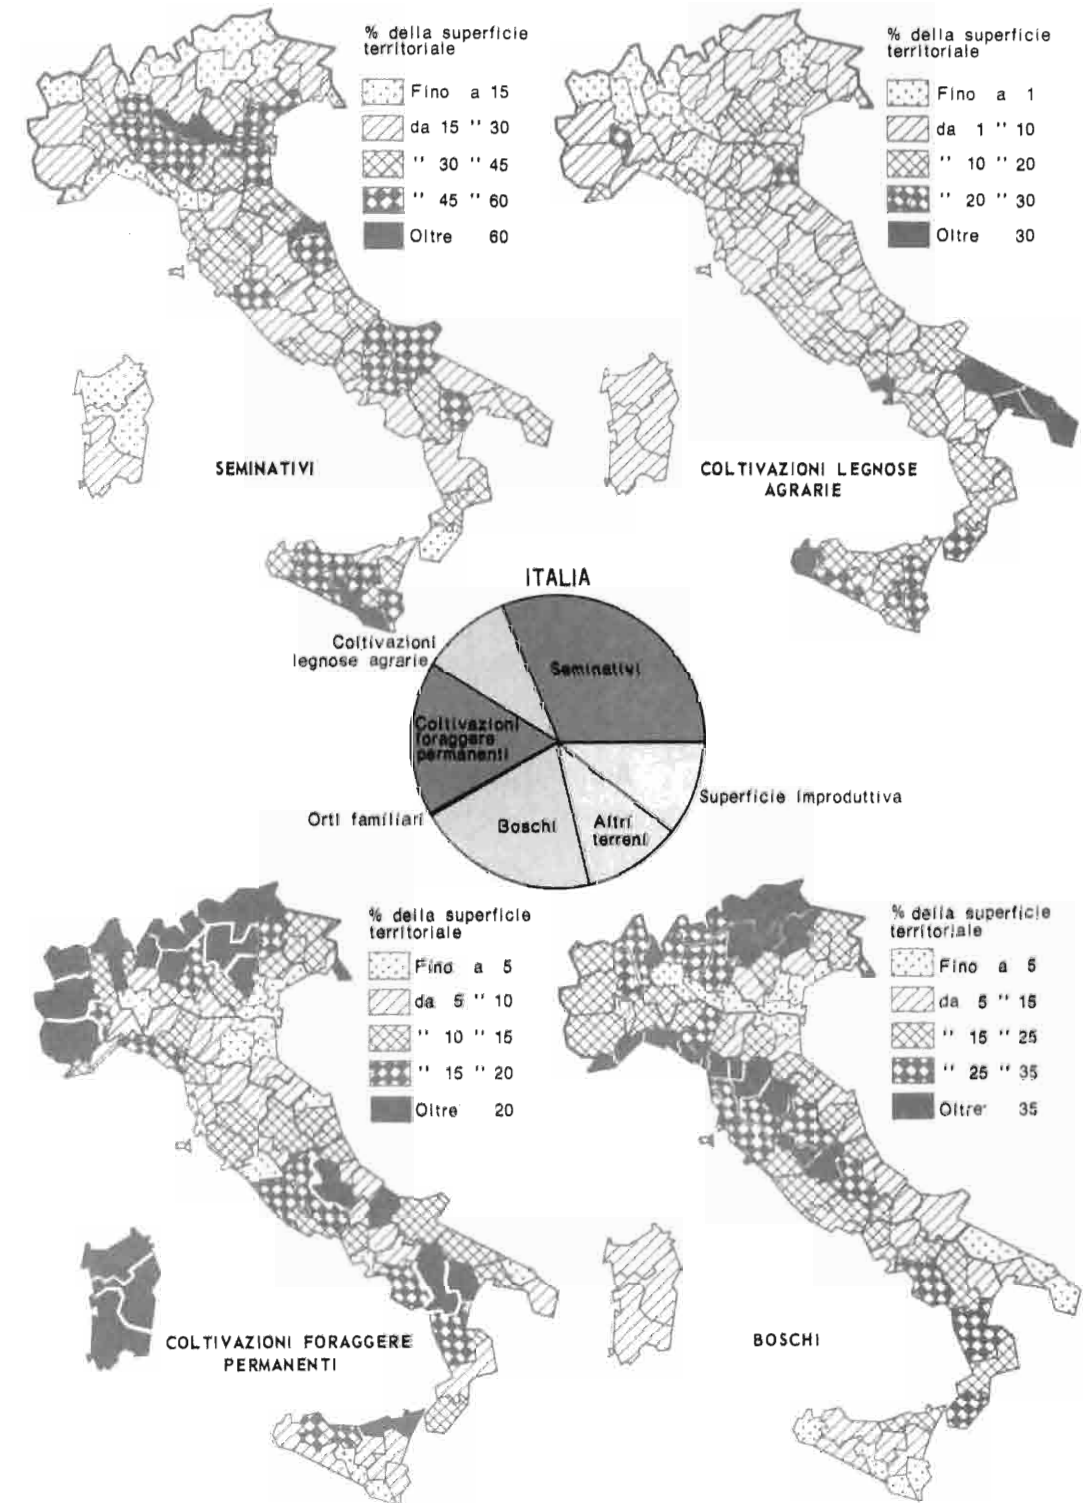 % della superficie
territoriale
Fino a 15
da 15 " 30
" 30 " 45
" 45 " 60
Oltre 60
SEMINATIVI
% della superficie
territoriale
Fino a 1
da 1 " 10
" 10 " 20
" 20 " 30
Oltre 30
COLTIVAZIONI LEGNOSE
AGRARIE
ITALIA
Coltivazioni
legnose agrarie
Seminativi
Coltivazioni
foraggere
permanenti
Superficie improduttiva
Orti familiari
Boschi
Altri
terreni
% della superficie
territoriale
Fino a 5
da 5 " 10
" 10 " 15
" 15 " 20
Oltre 20
COLTIVAZIONI FORAGGERE
PERMANENTI
% della superficie
territoriale
Fino a 5
da 5 " 15
" 15 " 25
" 25 " 35
Oltre 35
BOSCHI